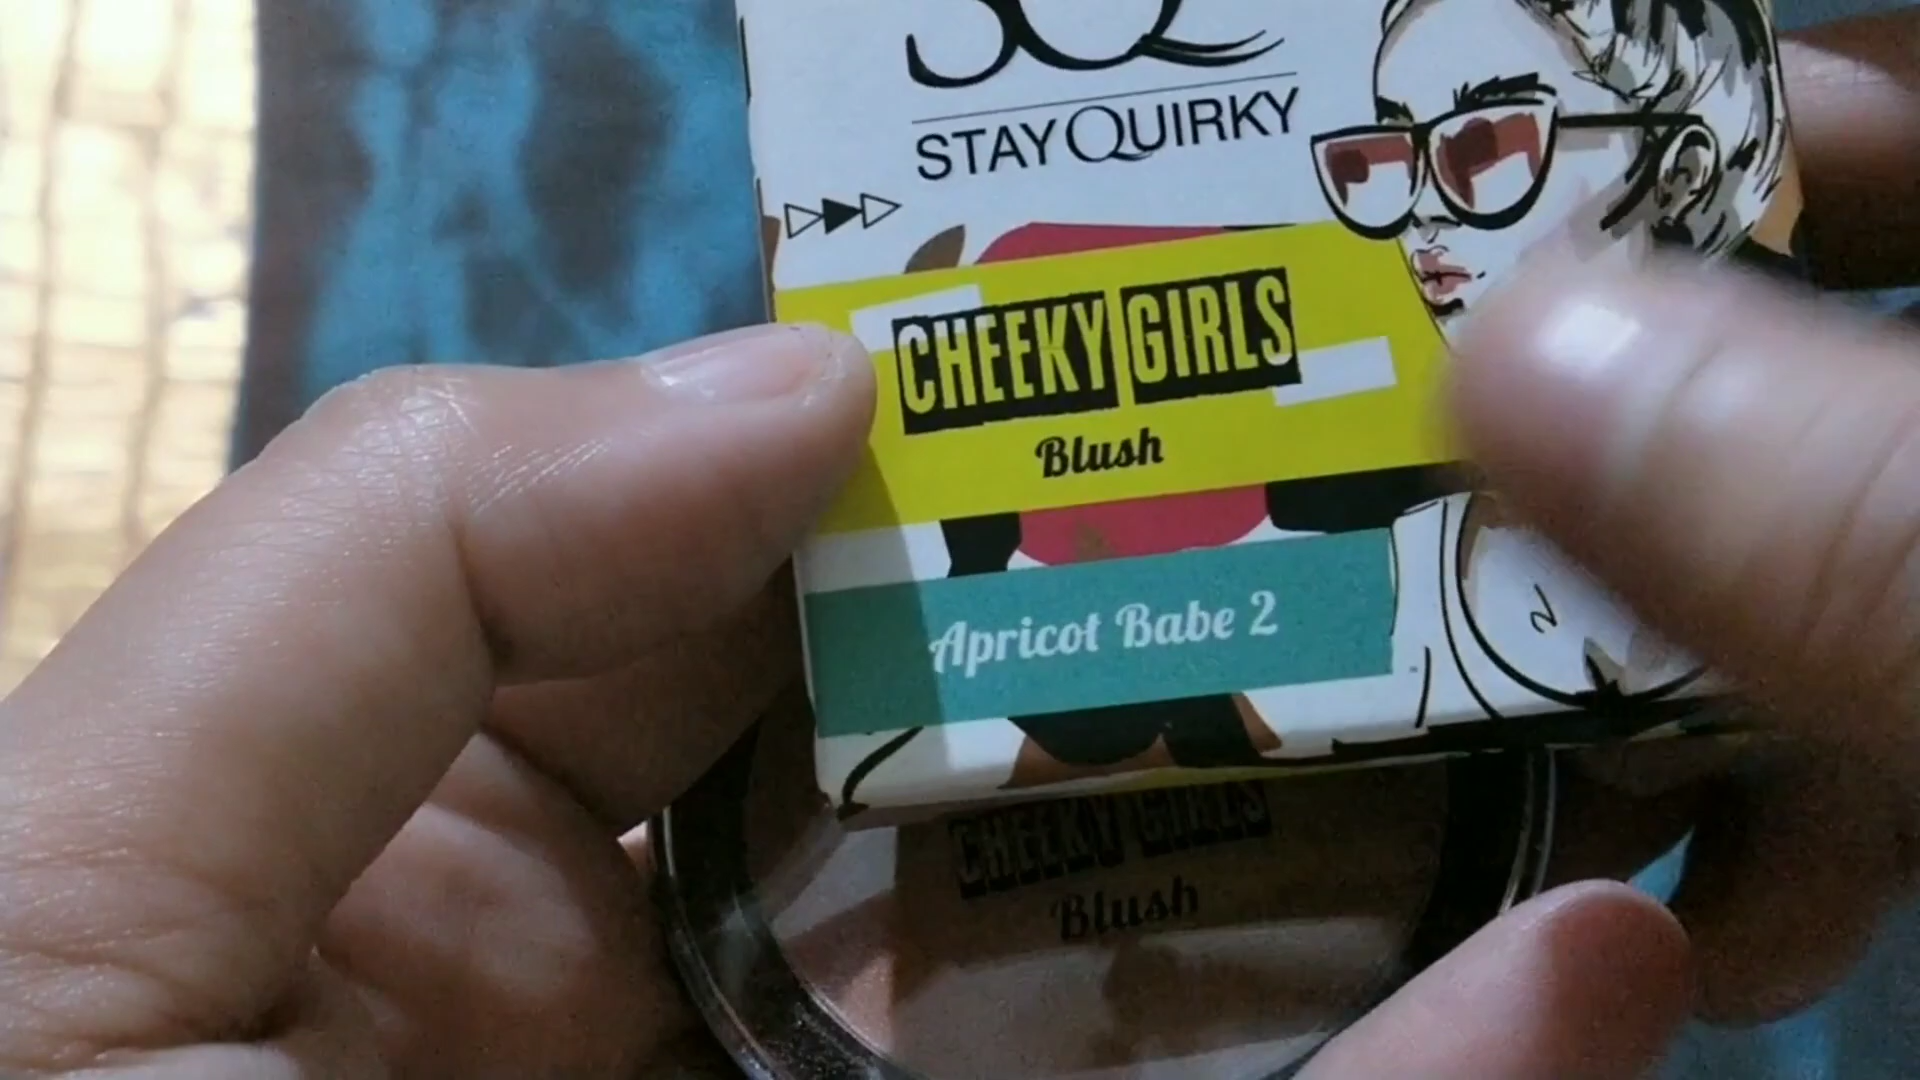 SQ
STAY QUIRKY
CHEEKY GIRLS
Blush
Apricot Babe 2
CHEEKY GIRLS
Blush